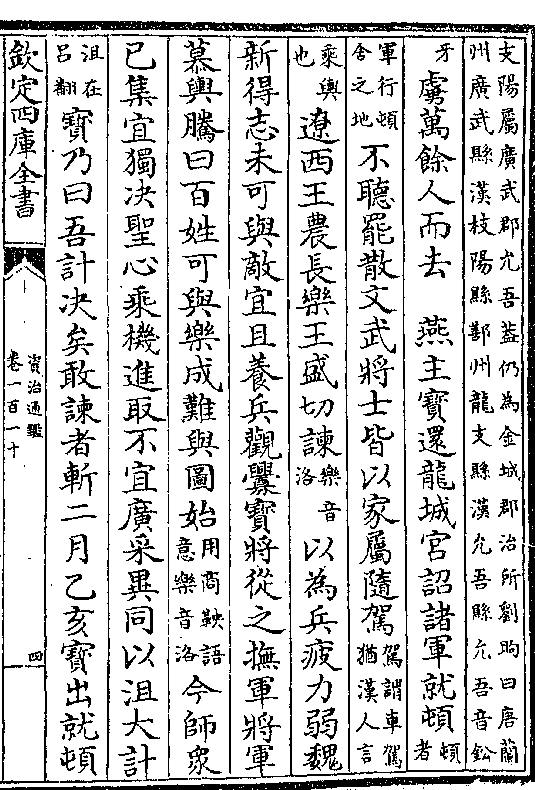 支陽屬廣武郡允吾蓋仍為金城郡治所劉昫曰唐蘭
州廣武縣漢枝陽縣鄯州龍支縣漢允吾縣允吾音鈆
牙虜萬餘人而去　燕主寶還龍城宮詔諸軍就頓頓者
軍行頓舍之地不聽罷散文武將士皆以家屬隨駕駕謂車駕猶漢人言
乘輿也遼西王農長樂王盛切諫樂音洛以為兵疲力弱魏
新得志未可與敵宜且養兵觀釁寶將從之撫軍將軍
慕輿騰曰百姓可與樂成難與圖始用商鞅語意樂音洛今師衆
已集宜獨决聖心乘機進取不宜廣采異同以沮大計
沮在呂翻寶乃曰吾計决矣敢諫者斬二月乙亥寶出就頓
欽定四庫全書
資治通鑑
卷一百一十
四